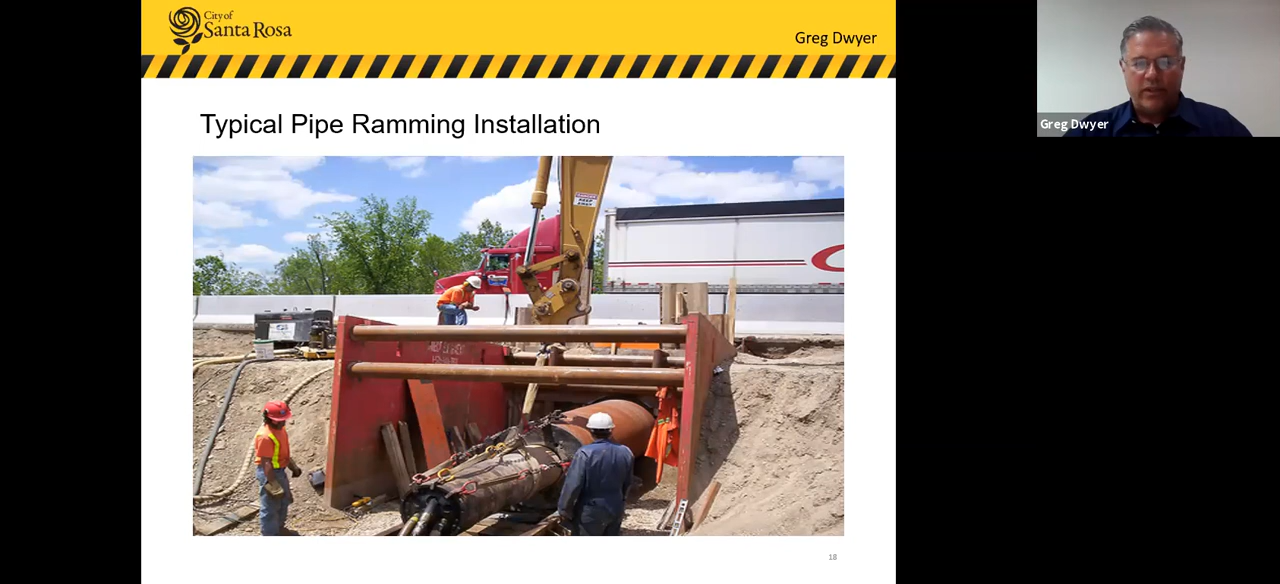 City of
Santa Rosa
Greg Dwyer
Typical Pipe Ramming Installation
18
Greg Dwyer